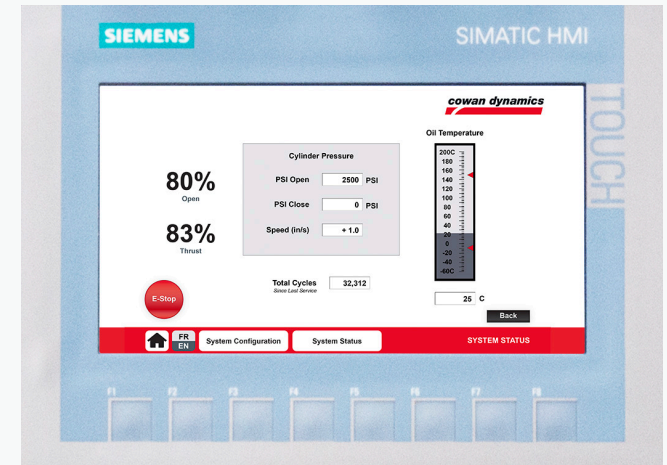 SIEMENS
SIMATIC HMI
TOUCH
cowan dynamics
Oil Temperature
Cylinder Pressure
PSI Open 2500 PSI
PSI Close 0 PSI
Speed (in/s) + 1.0
80%
Open
83%
Thrust
200C
180
160
140
120
100
80
60
40
20
0
-20
-40
-60C
Total Cycles 32,312
Since Last Service
25 C
E-Stop
Back
FR
EN
System Configuration
System Status
SYSTEM STATUS
F1 F2 F3 F4 F5 F6 F7 F8